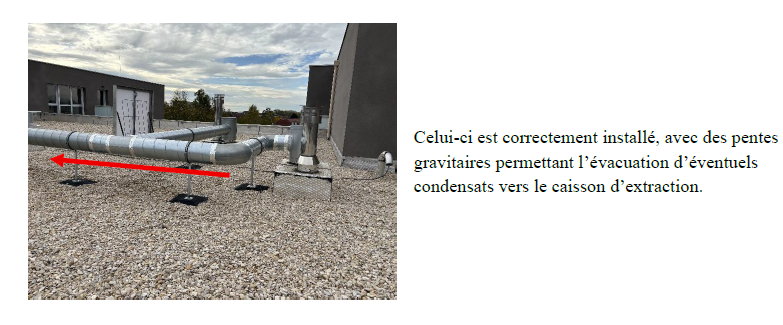 Celui-ci est correctement installé, avec des pentes
gravitaires permettant l’évacuation d’éventuels
condensats vers le caisson d’extraction.